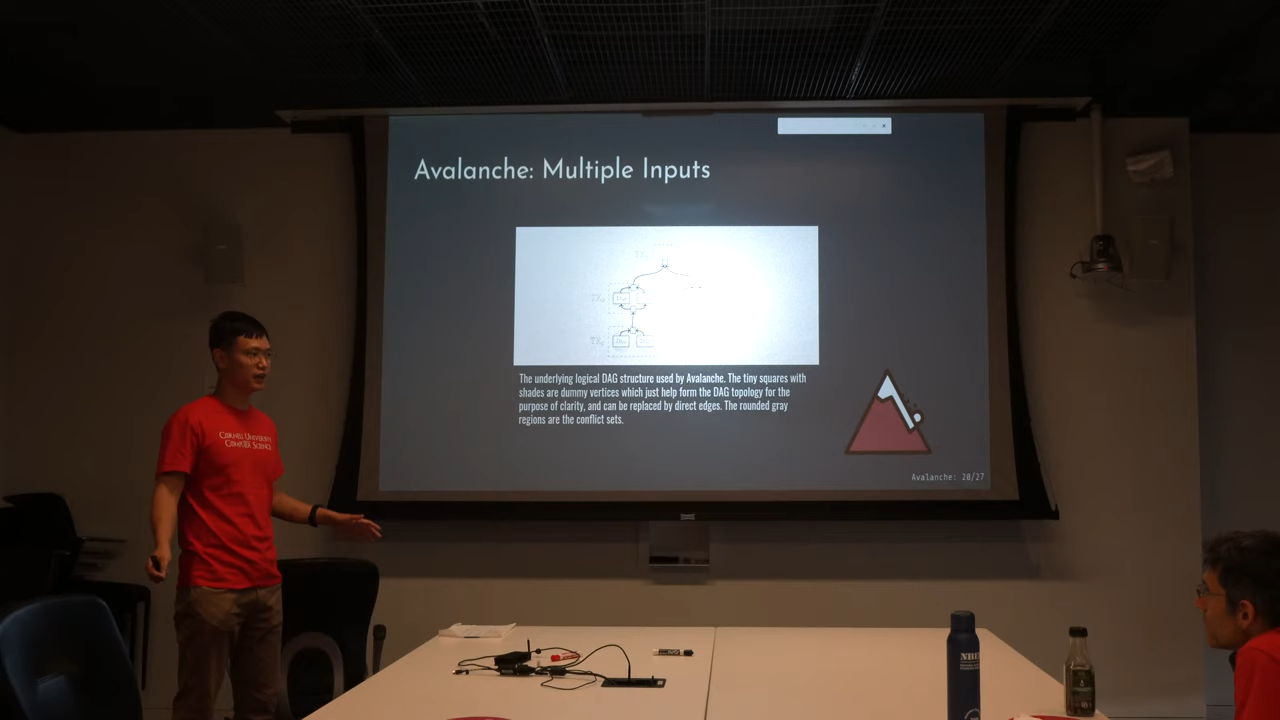 Avalanche: Multiple Inputs
The underlying logical DAG structure used by Avalanche. The tiny squares with
shades are dummy vertices which just help form the DAG topology for the
purpose of clarity, and can be replaced by direct edges. The rounded gray
regions are the conflict sets.
Avalanche: 20/27
CORNELL UNIVERSITY
COMPUTER SCIENCE